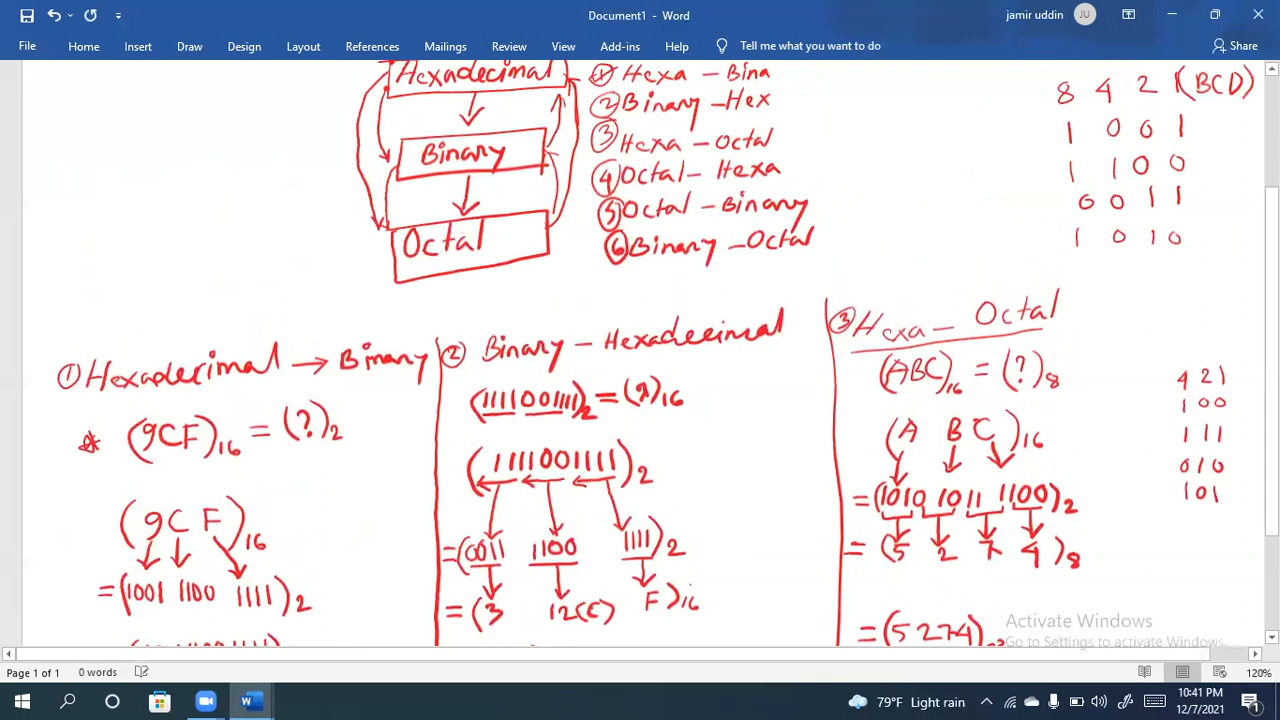 Document1 - Word
jamir uddin
JU
File Home Insert Draw Design Layout References Mailings Review View Add-ins Help Tell me what you want to do Share
Hexadecimal
Binary
Octal
① Hexa - Bina
② Binary - Hex
③ Hexa - Octal
④ Octal - Hexa
⑤ Octal - Binary
⑥ Binary - Octal
8 4 2 1 (BCD)
1 0 0 1
1 1 0 0
0 0 1 1
1 0 1 0
① Hexadecimal → Binary
(9CF)16 = (?)2
(9 C F)16
= (1001 1100 1111)2
② Binary - Hexadecimal
(1111001111)2 = (?)16
(1111001111)2
= (0011 1100 1111)2
= (3 12(C) F)16
③ Hexa - Octal
(ABC)16 = (?)8
(A B C)16
= (1010 1011 1100)2
= (5 2 7 4)8
= (5274)
4 2 1
1 0 0
1 1 1
0 1 0
1 0 1
Activate Windows
Go to Settings to activate Windows.
Page 1 of 1 0 words 120%
79°F Light rain
10:41 PM
12/7/2021
1